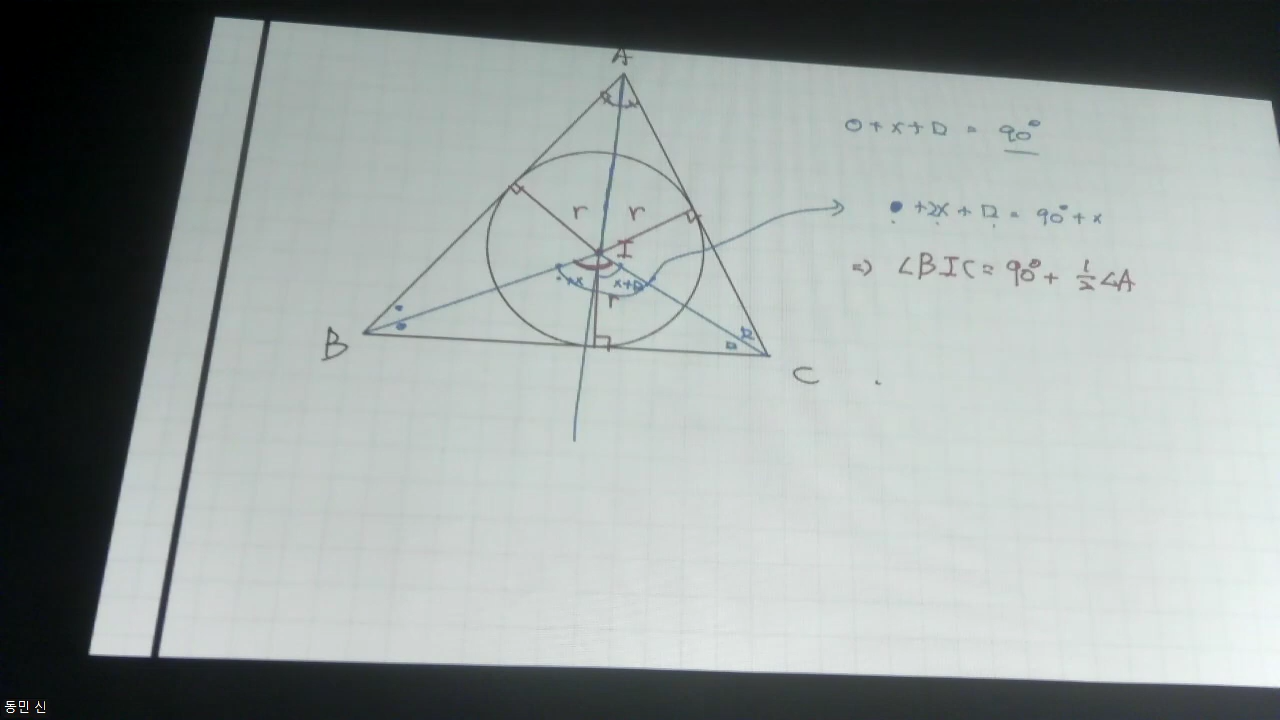 A
○ + x + □ = 90°
● + 2x + □ = 90° + x
r r
I
⇒ ∠BIC = 90° + 1/2 ∠A
• + x x + □
r
B
C
동민 신